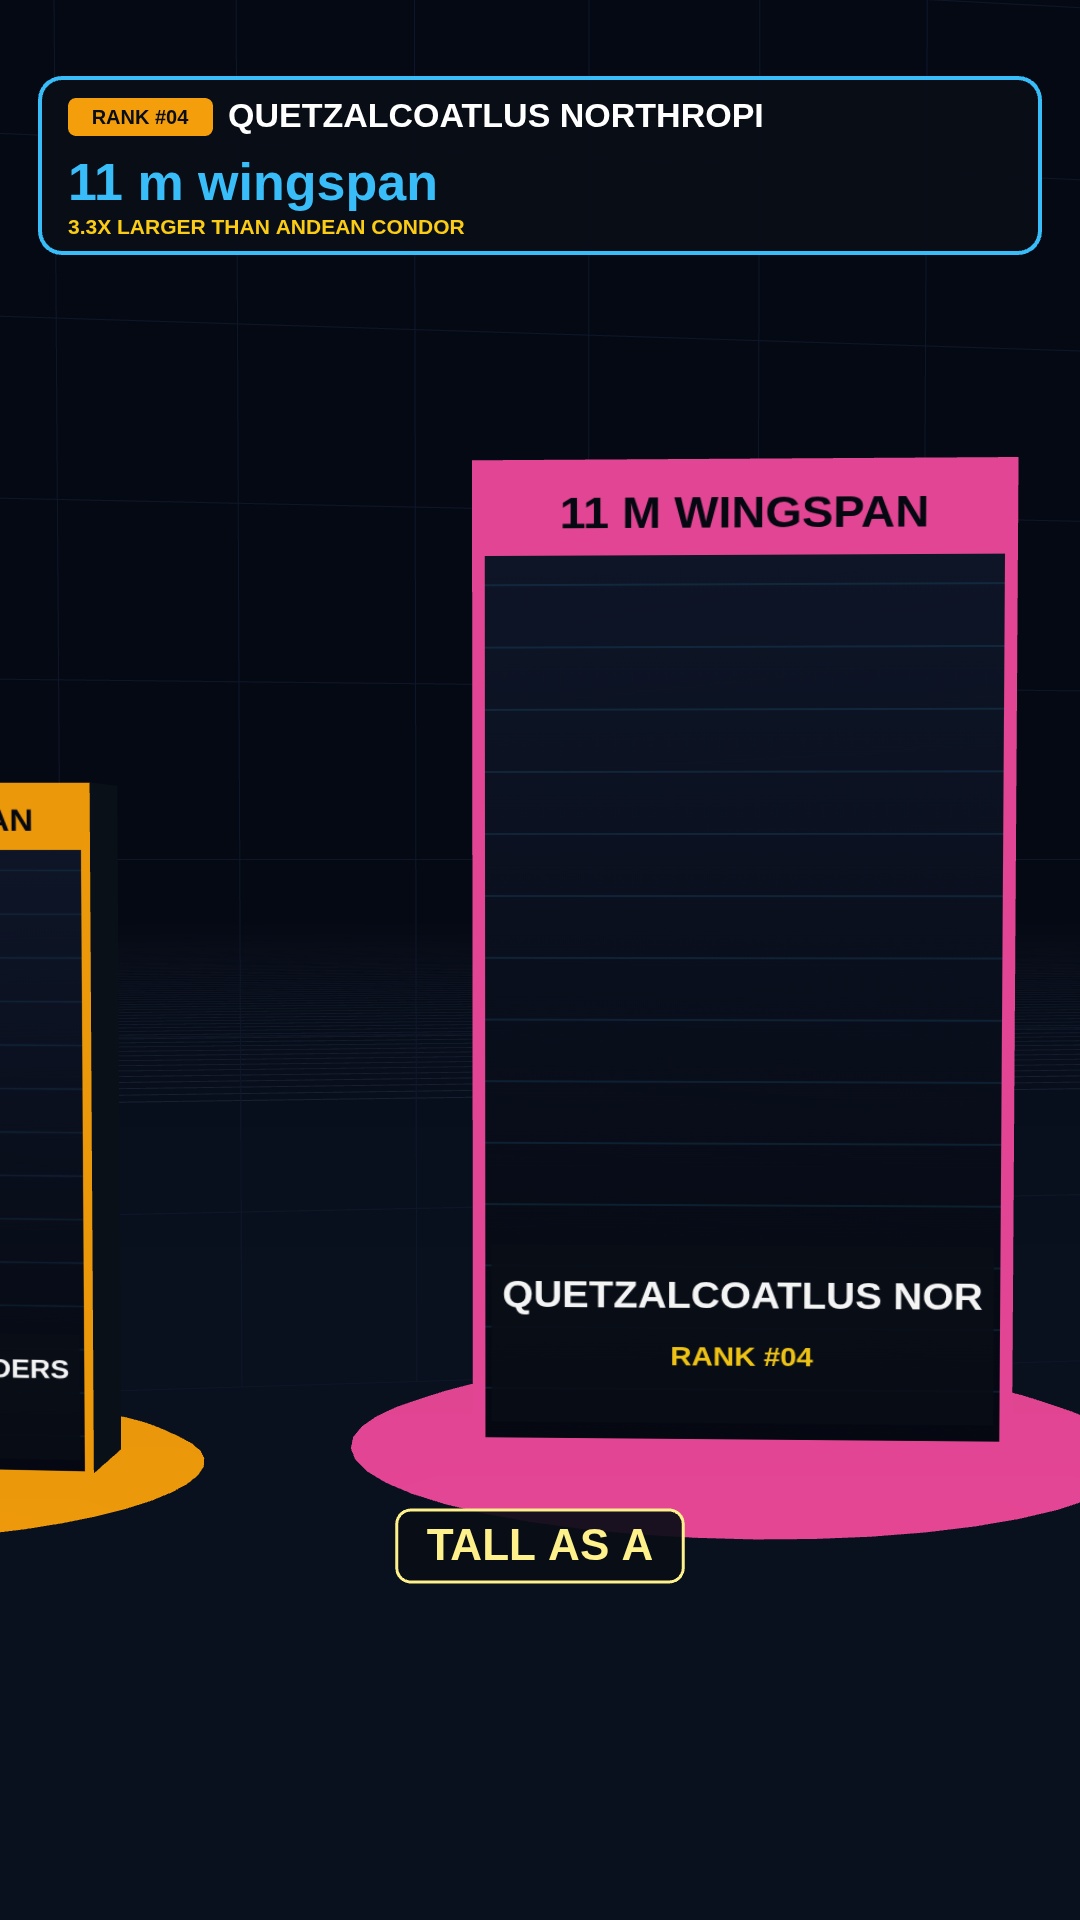 RANK #04
QUETZALCOATLUS NORTHROPI
11 m wingspan
3.3X LARGER THAN ANDEAN CONDOR
11 M WINGSPAN
AN
DERS
QUETZALCOATLUS NOR
RANK #04
TALL AS A